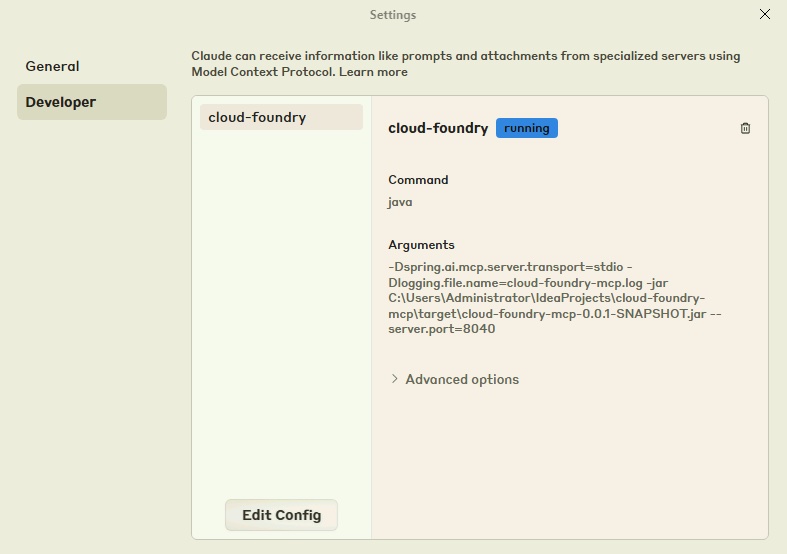 Settings
General
Developer
Claude can receive information like prompts and attachments from specialized servers using
Model Context Protocol. Learn more
cloud-foundry
cloud-foundry running
Command
java
Arguments
-Dspring.ai.mcp.server.transport=stdio -
Dlogging.file.name=cloud-foundry-mcp.log -jar
C:\Users\Administrator\IdeaProjects\cloud-foundry-
mcp\target\cloud-foundry-mcp-0.0.1-SNAPSHOT.jar --
server.port=8040
Advanced options
Edit Config